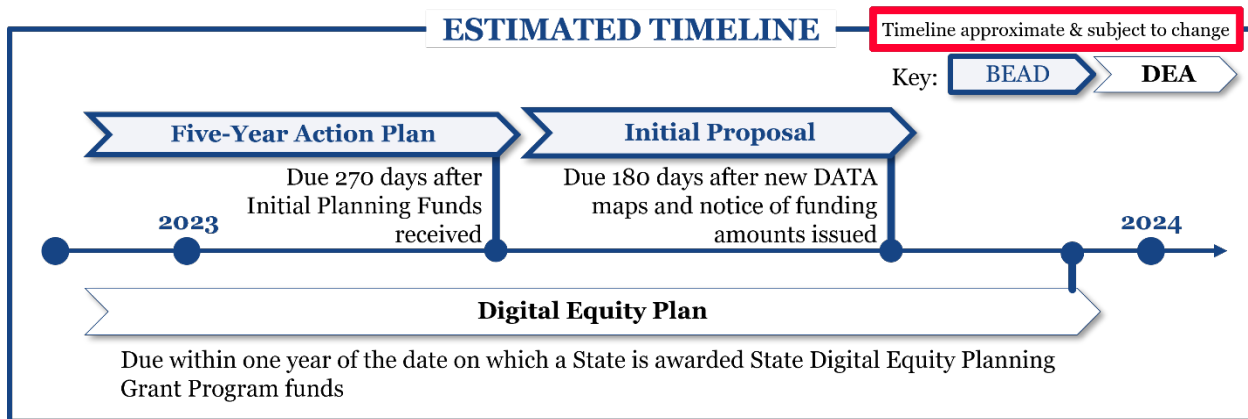 ESTIMATED TIMELINE
Timeline approximate & subject to change
Key:
BEAD
DEA
Five-Year Action Plan
Initial Proposal
Due 270 days after
Initial Planning Funds
received
Due 180 days after new DATA
maps and notice of funding
amounts issued
2023
2024
Digital Equity Plan
Due within one year of the date on which a State is awarded State Digital Equity Planning
Grant Program funds